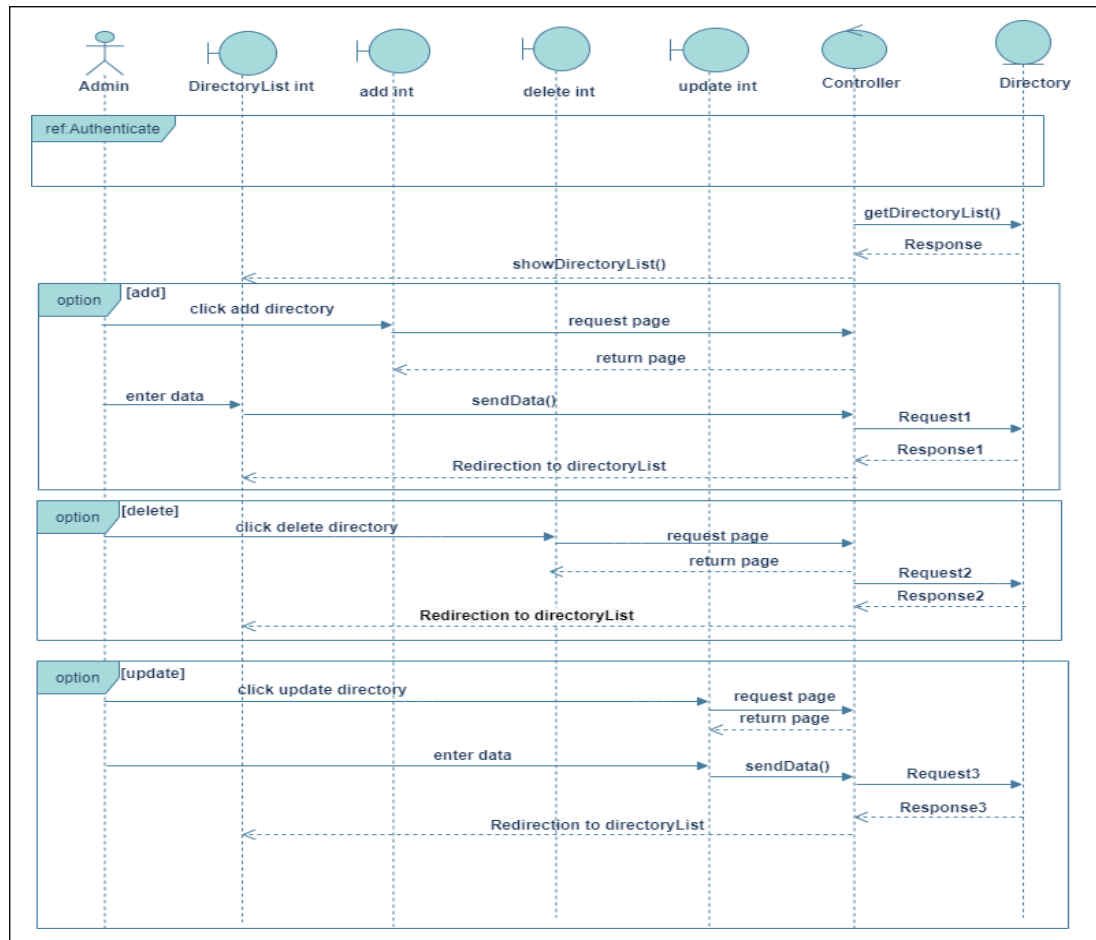 Admin
DirectoryList int
add int
delete int
update int
Controller
Directory
ref:Authenticate
getDirectoryList()
Response
showDirectoryList()
option
[add]
click add directory
request page
return page
enter data
sendData()
Request1
Response1
Redirection to directoryList
option
[delete]
click delete directory
request page
return page
Request2
Response2
Redirection to directoryList
option
[update]
click update directory
request page
return page
enter data
sendData()
Request3
Response3
Redirection to directoryList